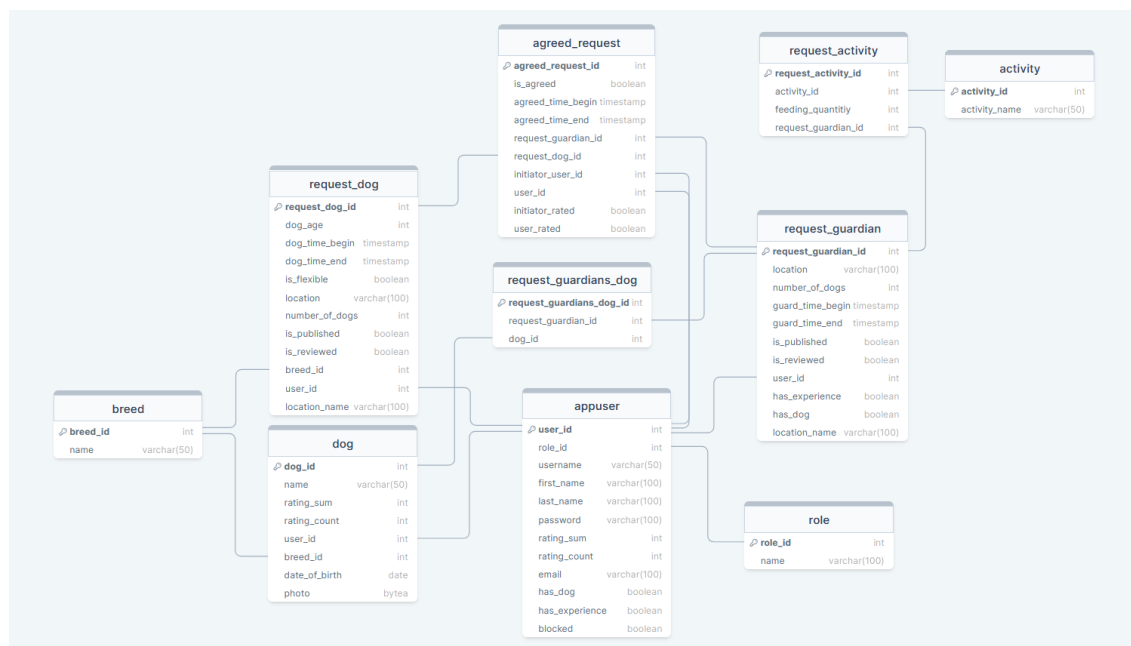 agreed_request
agreed_request_id int
is_agreed boolean
agreed_time_begin timestamp
agreed_time_end timestamp
request_guardian_id int
request_dog_id int
initiator_user_id int
user_id int
initiator_rated boolean
user_rated boolean
request_activity
request_activity_id int
activity_id int
feeding_quantitiy int
request_guardian_id int
activity
activity_id int
activity_name varchar(50)
request_dog
request_dog_id int
dog_age int
dog_time_begin timestamp
dog_time_end timestamp
is_flexible boolean
location varchar(100)
number_of_dogs int
is_published boolean
is_reviewed boolean
breed_id int
user_id int
location_name varchar(100)
request_guardian
request_guardian_id int
location varchar(100)
number_of_dogs int
guard_time_begin timestamp
guard_time_end timestamp
is_published boolean
is_reviewed boolean
user_id int
has_experience boolean
has_dog boolean
location_name varchar(100)
request_guardians_dog
request_guardians_dog_id int
request_guardian_id int
dog_id int
breed
breed_id int
name varchar(50)
appuser
user_id int
role_id int
username varchar(50)
first_name varchar(100)
last_name varchar(100)
password varchar(100)
rating_sum int
rating_count int
email varchar(100)
has_dog boolean
has_experience boolean
blocked boolean
dog
dog_id int
name varchar(50)
rating_sum int
rating_count int
user_id int
breed_id int
date_of_birth date
photo bytea
role
role_id int
name varchar(100)